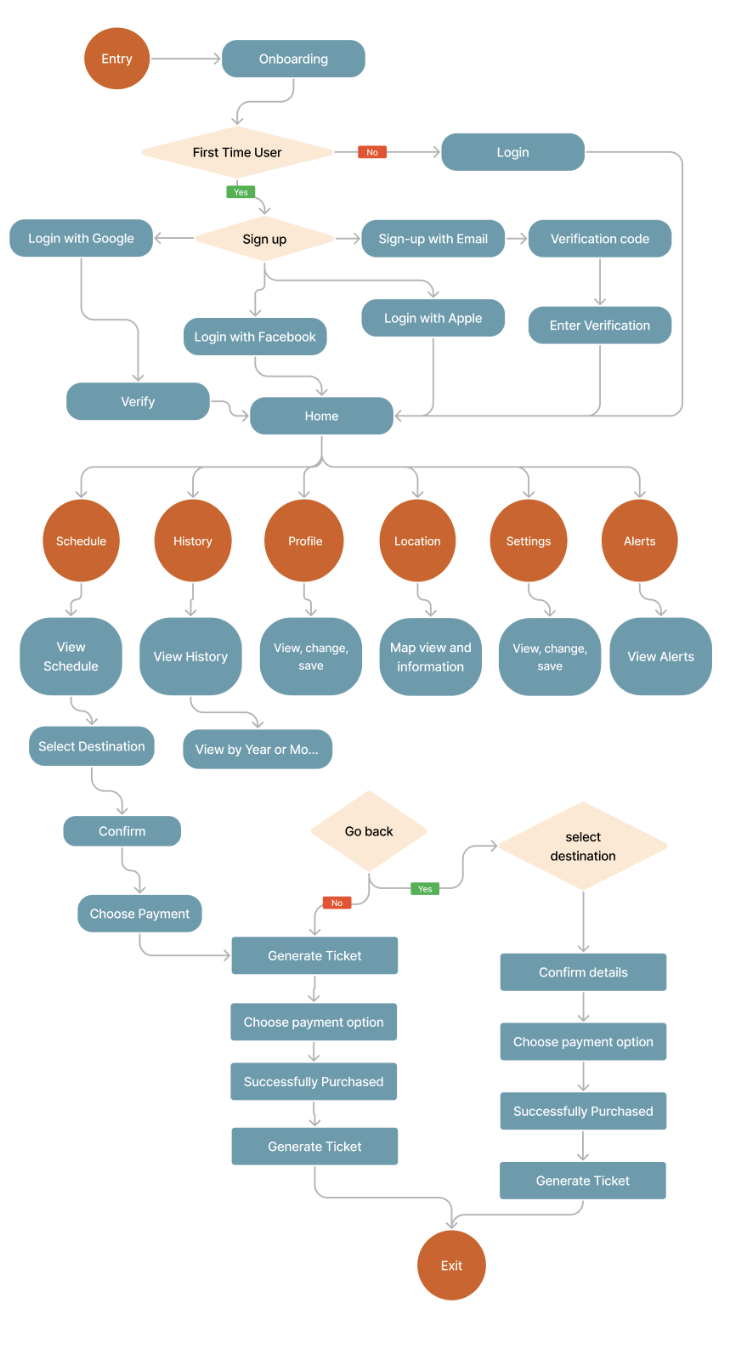 Entry
Onboarding
First Time User
No
Login
Yes
Login with Google
Sign up
Sign-up with Email
Verification code
Login with Facebook
Login with Apple
Enter Verification
Verify
Home
Schedule
History
Profile
Location
Settings
Alerts
View
Schedule
View History
View, change,
save
Map view and
information
View, change,
save
View Alerts
Select Destination
View by Year or Mo...
Confirm
Go back
select
destination
Yes
No
Choose Payment
Generate Ticket
Confirm details
Choose payment option
Choose payment option
Successfully Purchased
Successfully Purchased
Generate Ticket
Generate Ticket
Exit